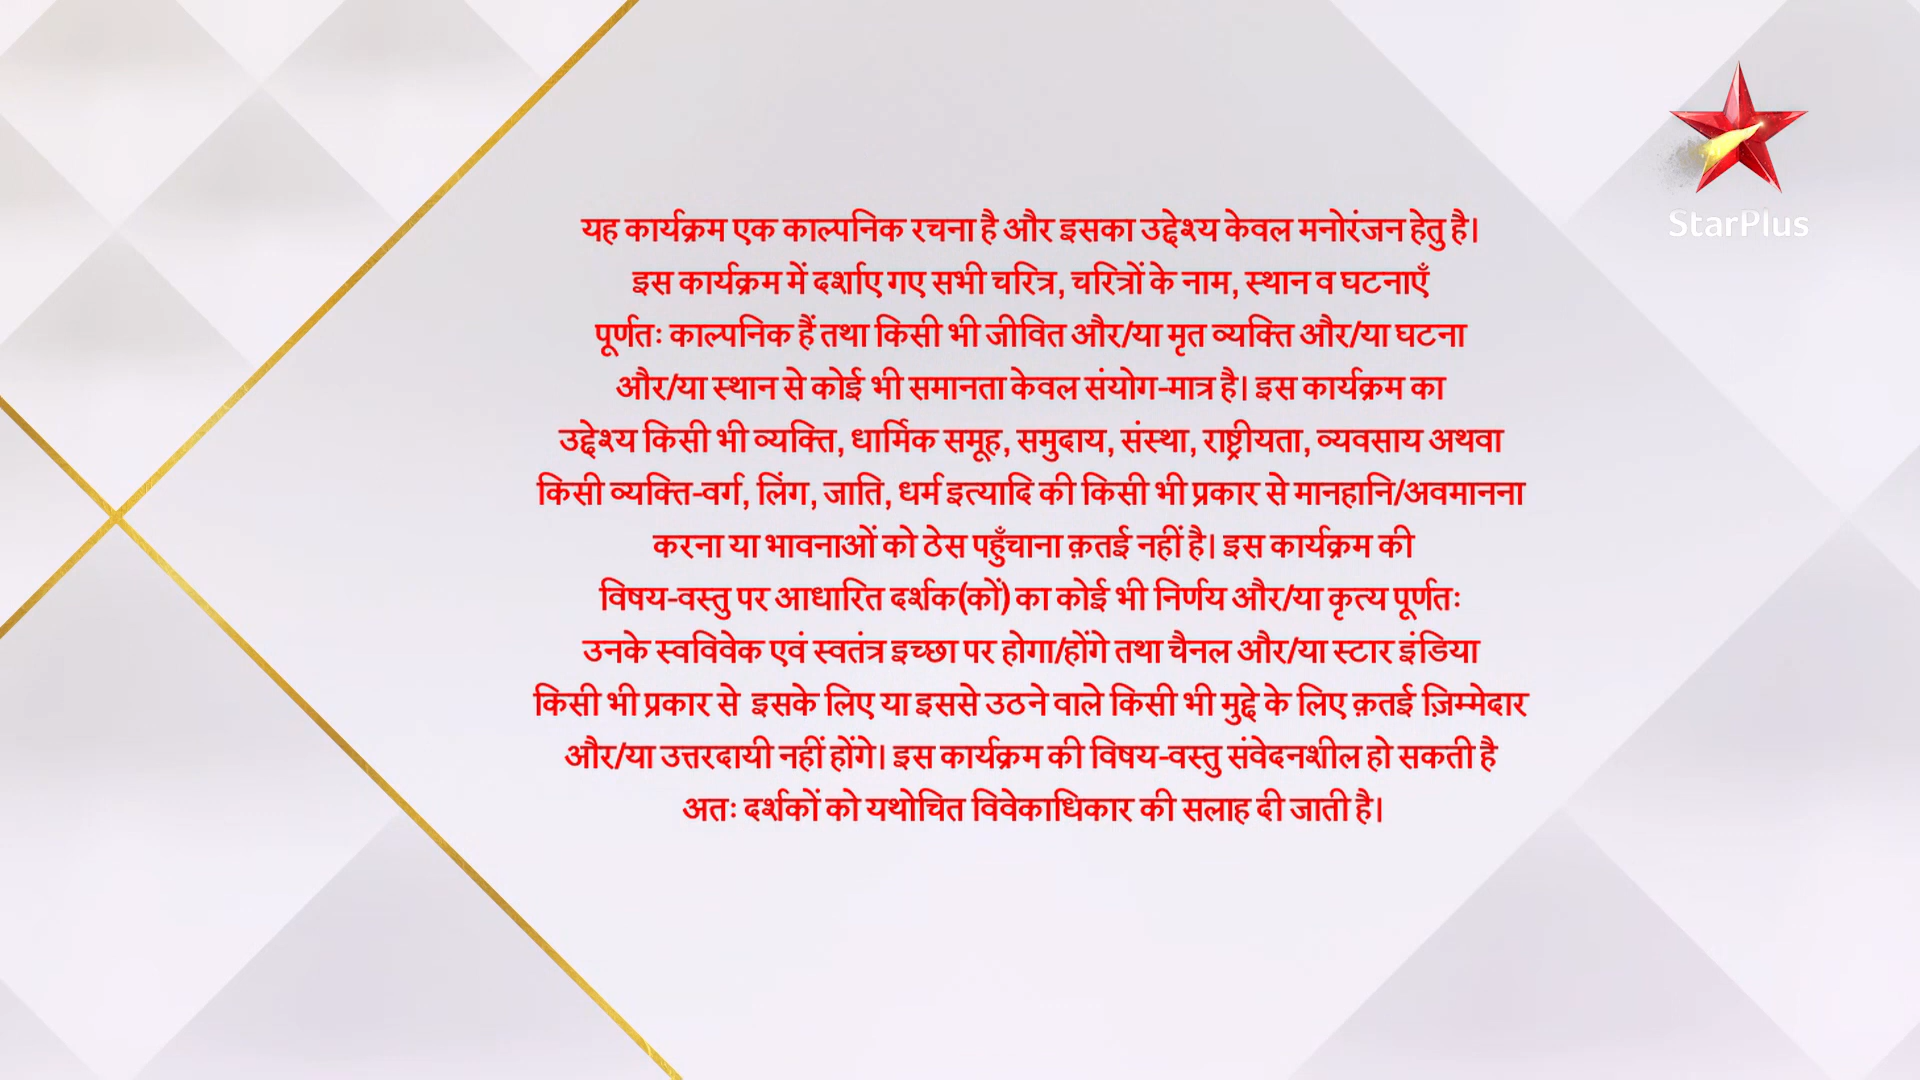 StarPlus
यह कार्यक्रम एक काल्पनिक रचना है और इसका उद्देश्य केवल मनोरंजन हेतु है।
इस कार्यक्रम में दर्शाए गए सभी चरित्र, चरित्रों के नाम, स्थान व घटनाएँ
पूर्णतः काल्पनिक हैं तथा किसी भी जीवित और/या मृत व्यक्ति और/या घटना
और/या स्थान से कोई भी समानता केवल संयोग-मात्र है। इस कार्यक्रम का
उद्देश्य किसी भी व्यक्ति, धार्मिक समूह, समुदाय, संस्था, राष्ट्रीयता, व्यवसाय अथवा
किसी व्यक्ति-वर्ग, लिंग, जाति, धर्म इत्यादि की किसी भी प्रकार से मानहानि/अवमानना
करना या भावनाओं को ठेस पहुँचाना क़तई नहीं है। इस कार्यक्रम की
विषय-वस्तु पर आधारित दर्शक(कों) का कोई भी निर्णय और/या कृत्य पूर्णतः
उनके स्वविवेक एवं स्वतंत्र इच्छा पर होगा/होंगे तथा चैनल और/या स्टार इंडिया
किसी भी प्रकार से इसके लिए या इससे उठने वाले किसी भी मुद्दे के लिए क़तई ज़िम्मेदार
और/या उत्तरदायी नहीं होंगे। इस कार्यक्रम की विषय-वस्तु संवेदनशील हो सकती है
अतः दर्शकों को यथोचित विवेकाधिकार की सलाह दी जाती है।